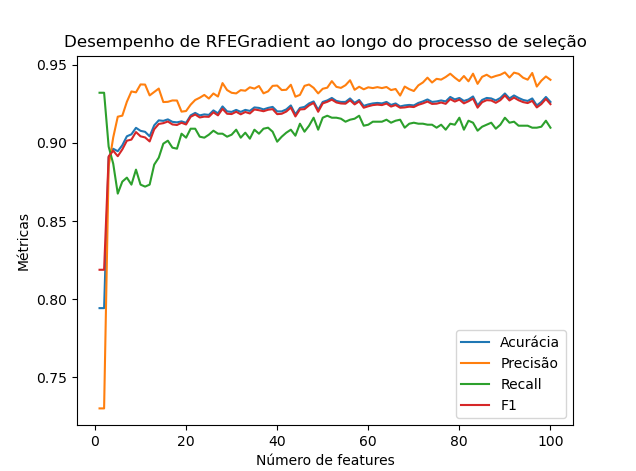 Desempenho de RFEGradient ao longo do processo de seleção
0.95
0.90
0.85
0.80
0.75
Métricas
0
20
40
60
80
100
Número de features
Acurácia
Precisão
Recall
F1